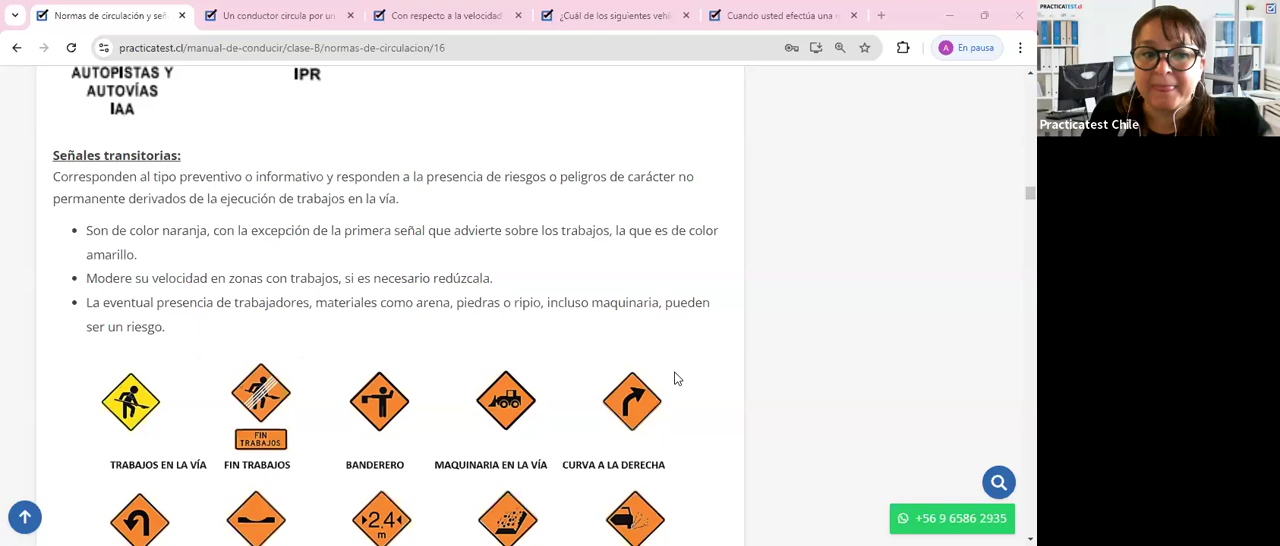 Normas de circulación y seña
Un conductor circula por un
Con respecto a la velocidad
¿Cuál de los siguientes vehí
Cuando usted efectúa una m
practicatest.cl/manual-de-conducir/clase-B/normas-de-circulacion/16
A
En pausa
PRACTICATEST.cl
Practicatest Chile
AUTOPISTAS Y
AUTOVÍAS
IAA
IPR
Señales transitorias:
Corresponden al tipo preventivo o informativo y responden a la presencia de riesgos o peligros de carácter no
permanente derivados de la ejecución de trabajos en la vía.
Son de color naranja, con la excepción de la primera señal que advierte sobre los trabajos, la que es de color
amarillo.
Modere su velocidad en zonas con trabajos, si es necesario redúzcala.
La eventual presencia de trabajadores, materiales como arena, piedras o ripio, incluso maquinaria, pueden
ser un riesgo.
FIN
TRABAJOS
TRABAJOS EN LA VÍA
FIN TRABAJOS
BANDERERO
MAQUINARIA EN LA VÍA
CURVA A LA DERECHA
2.4
m
+56 9 6586 2935